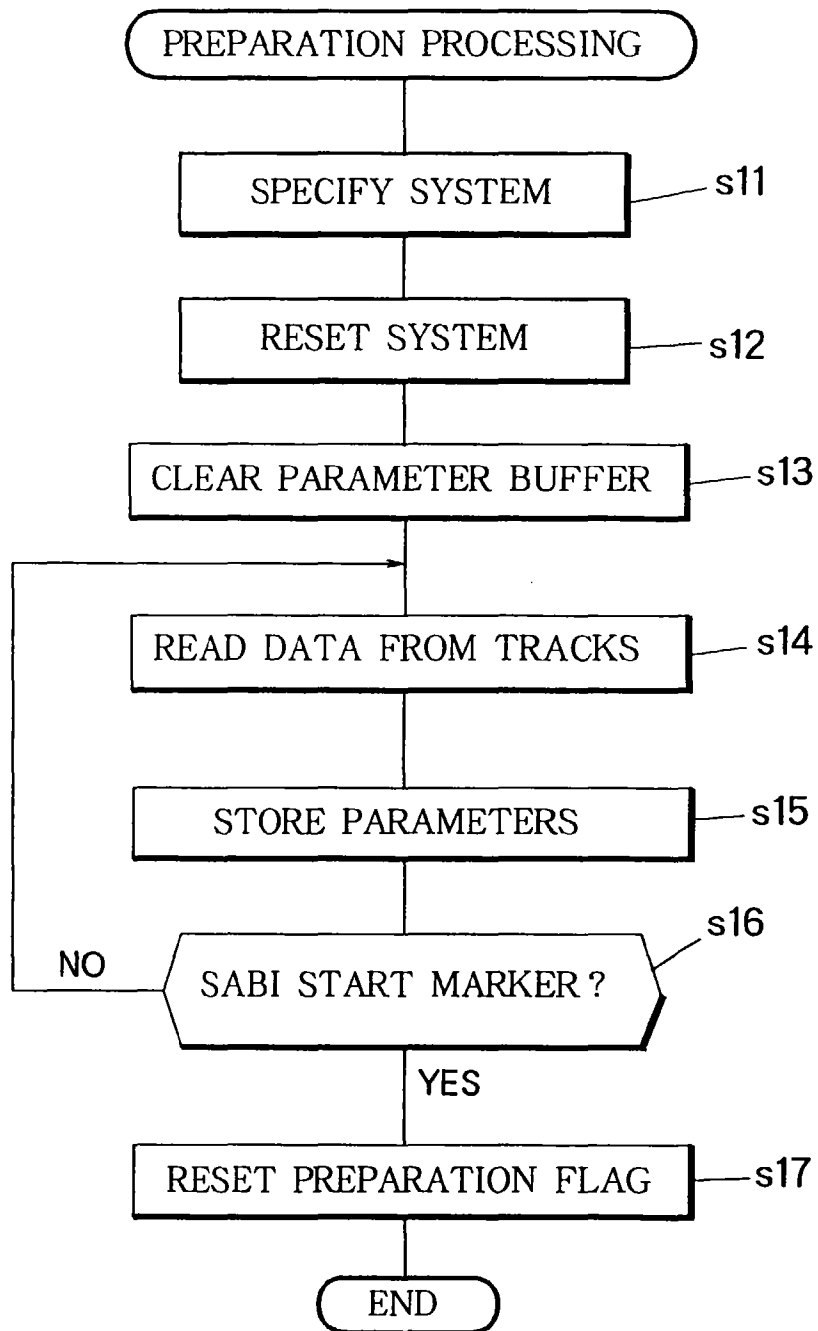 PREPARATION PROCESSING
SPECIFY SYSTEM
s11
RESET SYSTEM
s12
CLEAR PARAMETER BUFFER
s13
READ DATA FROM TRACKS
s14
STORE PARAMETERS
s15
s16
NO
SABI START MARKER?
YES
RESET PREPARATION FLAG
s17
END